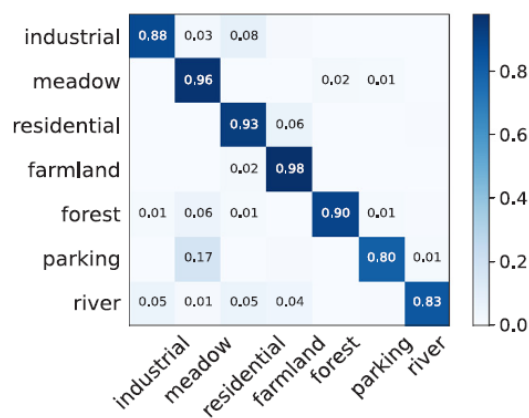 industrial 0.88 0.03 0.08
0.8
meadow 0.96 0.02 0.01
residential 0.93 0.06
0.6
farmland 0.02 0.98
0.4
forest 0.01 0.06 0.01 0.90 0.01
parking 0.17 0.80 0.01
0.2
river 0.05 0.01 0.05 0.04 0.83
0.0
industrial meadow residential farmland forest parking river